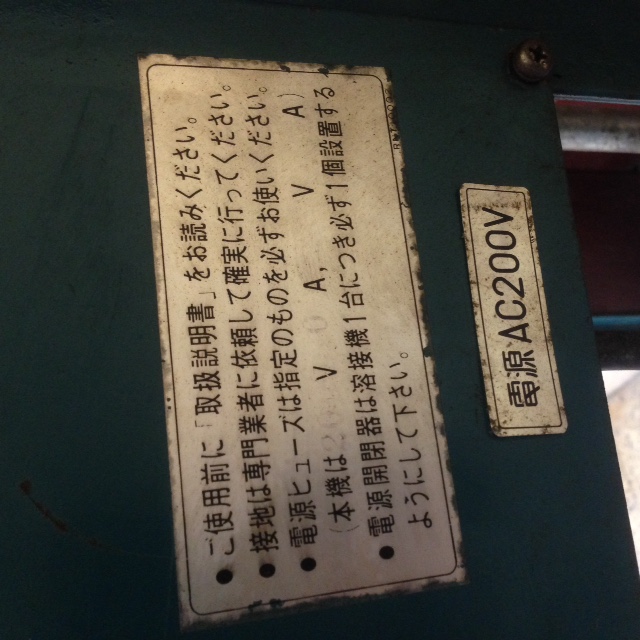 ●ご使用前に「取扱説明書」をお読みください。
●接地は専門業者に依頼して確実に行ってください。
●電源ヒューズは指定のものを必ずお使いください。
(本機は V A, V A)
●電源開閉器は溶接機1台につき必ず1個設置する
ようにして下さい。
電源 AC200V